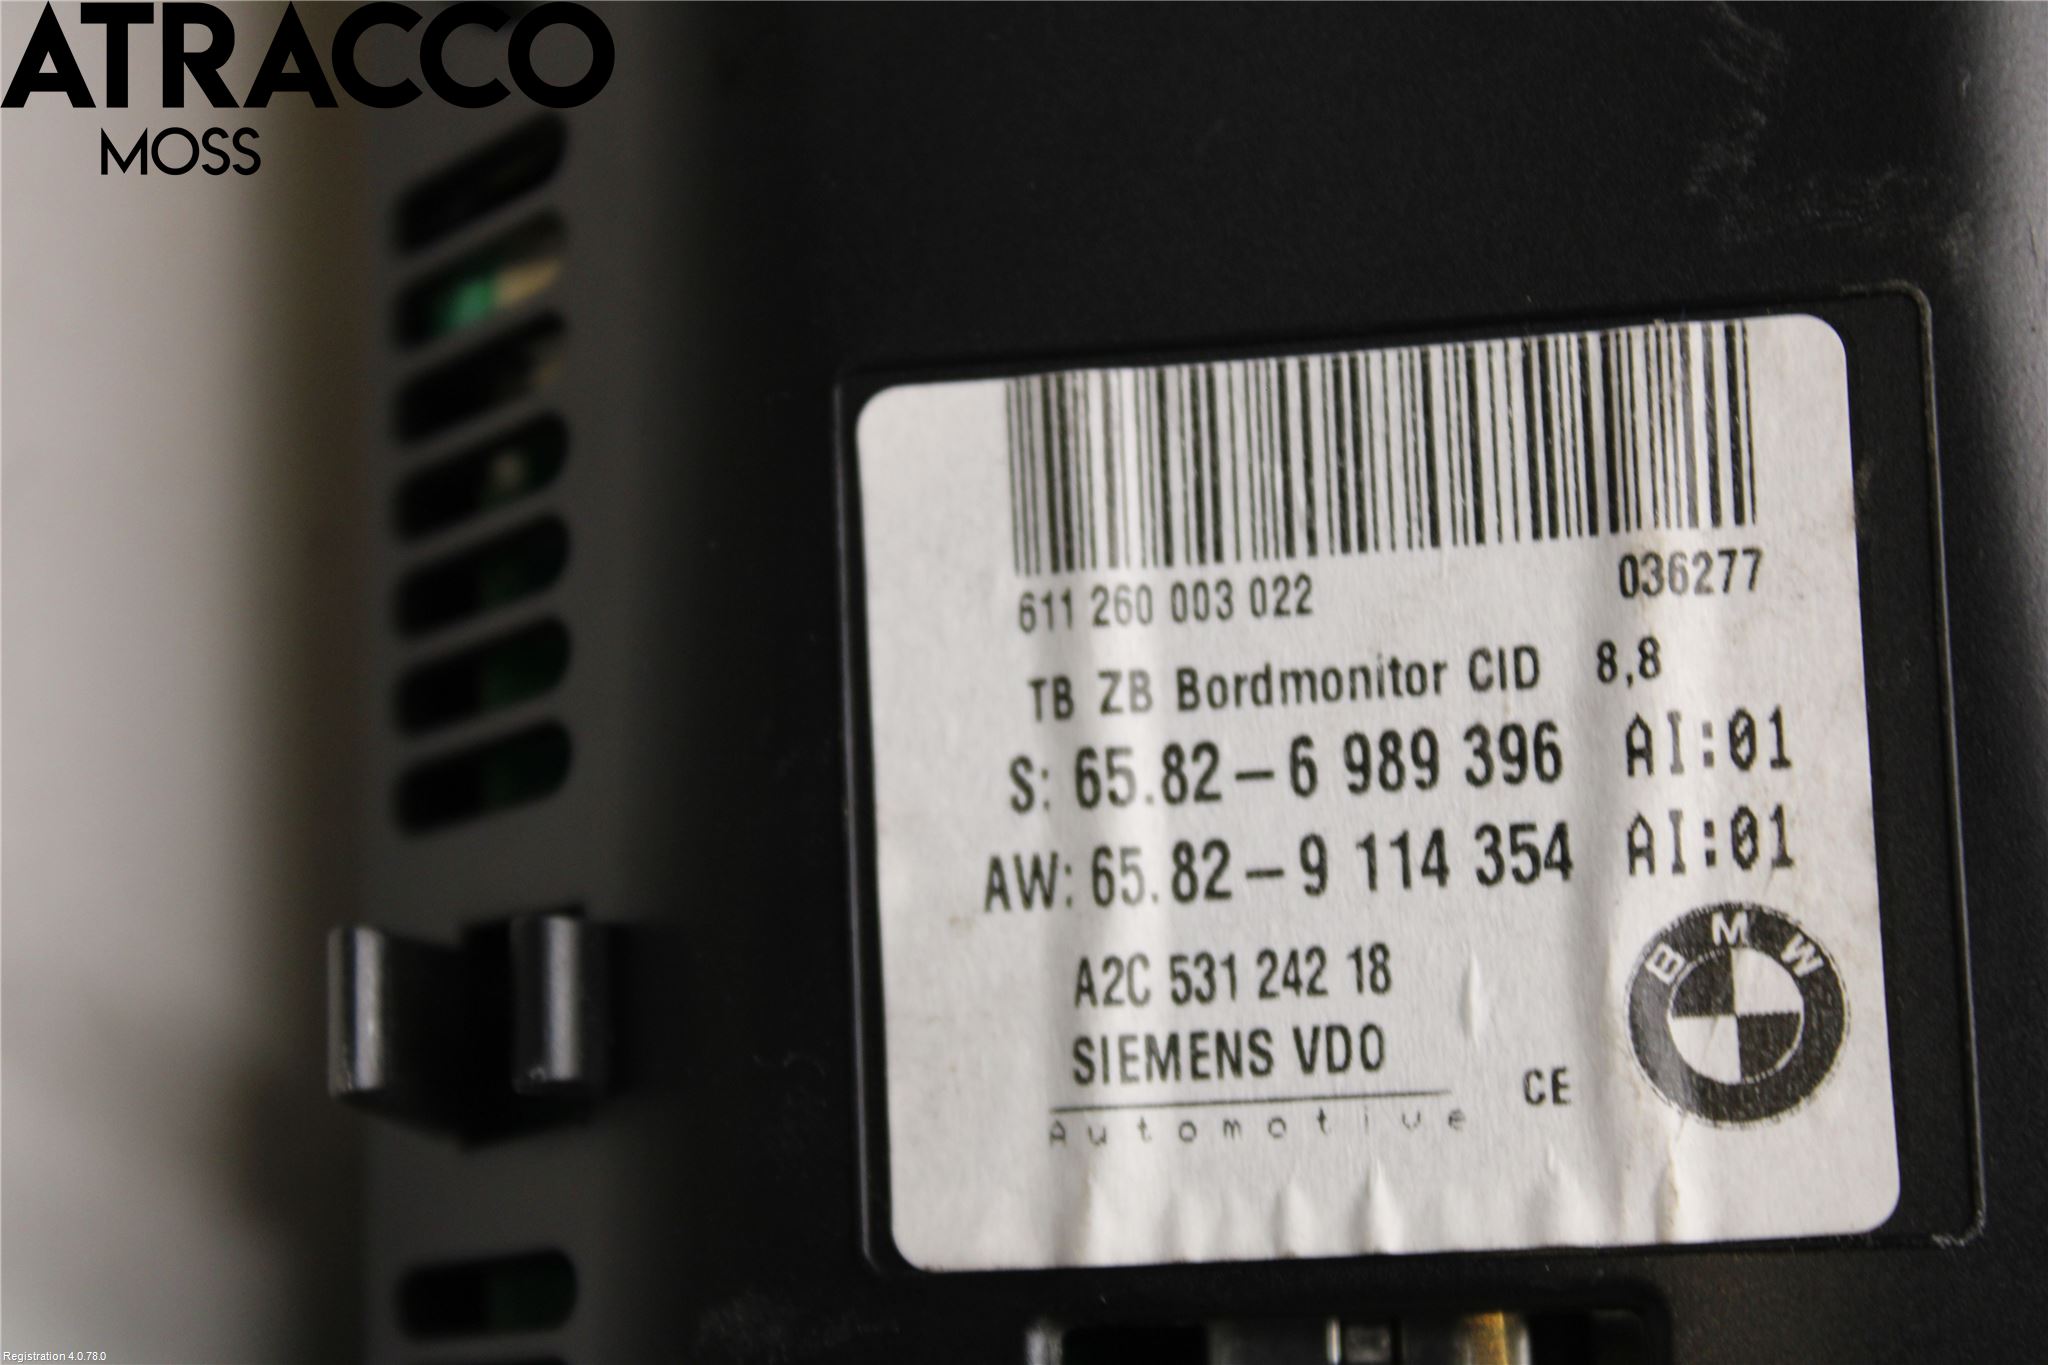 ATRACCO
MOSS
611 260 003 022
036277
TB ZB Bordmonitor CID 8,8
S: 65.82-6 989 396 AI:01
AW: 65.82-9 114 354 AI:01
A2C 531 242 18
SIEMENS VDO
Automotive
CE
BMW
Registration 4.0.78.0